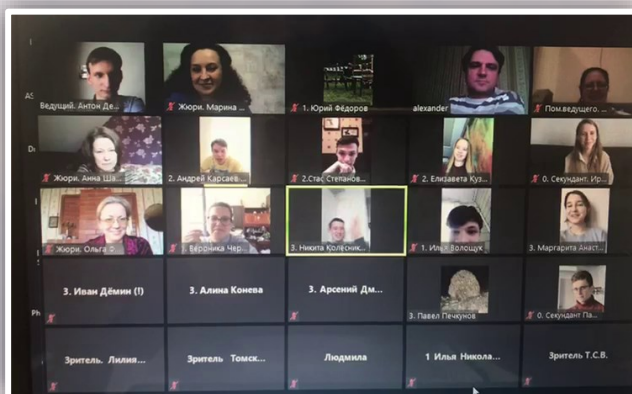 Ведущий. Антон Де...
Жюри. Марина ...
1. Юрий Фёдоров
alexander
Пом.ведущего. ...
Жюри. Анна Ша...
2. Андрей Карсаев
2.Стас Степанов...
2. Елизавета Куз...
0. Секундант. Ир...
Жюри. Ольга Ф...
1. Вероника Чер...
3. Никита Колесник...
1. Илья Волощук
3. Маргарита Анаст...
3. Иван Дёмин (!)
3. Алина Конева
3. Арсений Дм...
3. Павел Печкунов
0. Секундант Па...
Зритель. Лилия...
Зритель Томск...
Людмила
1 Илья Никола...
Зритель Т.С.В.